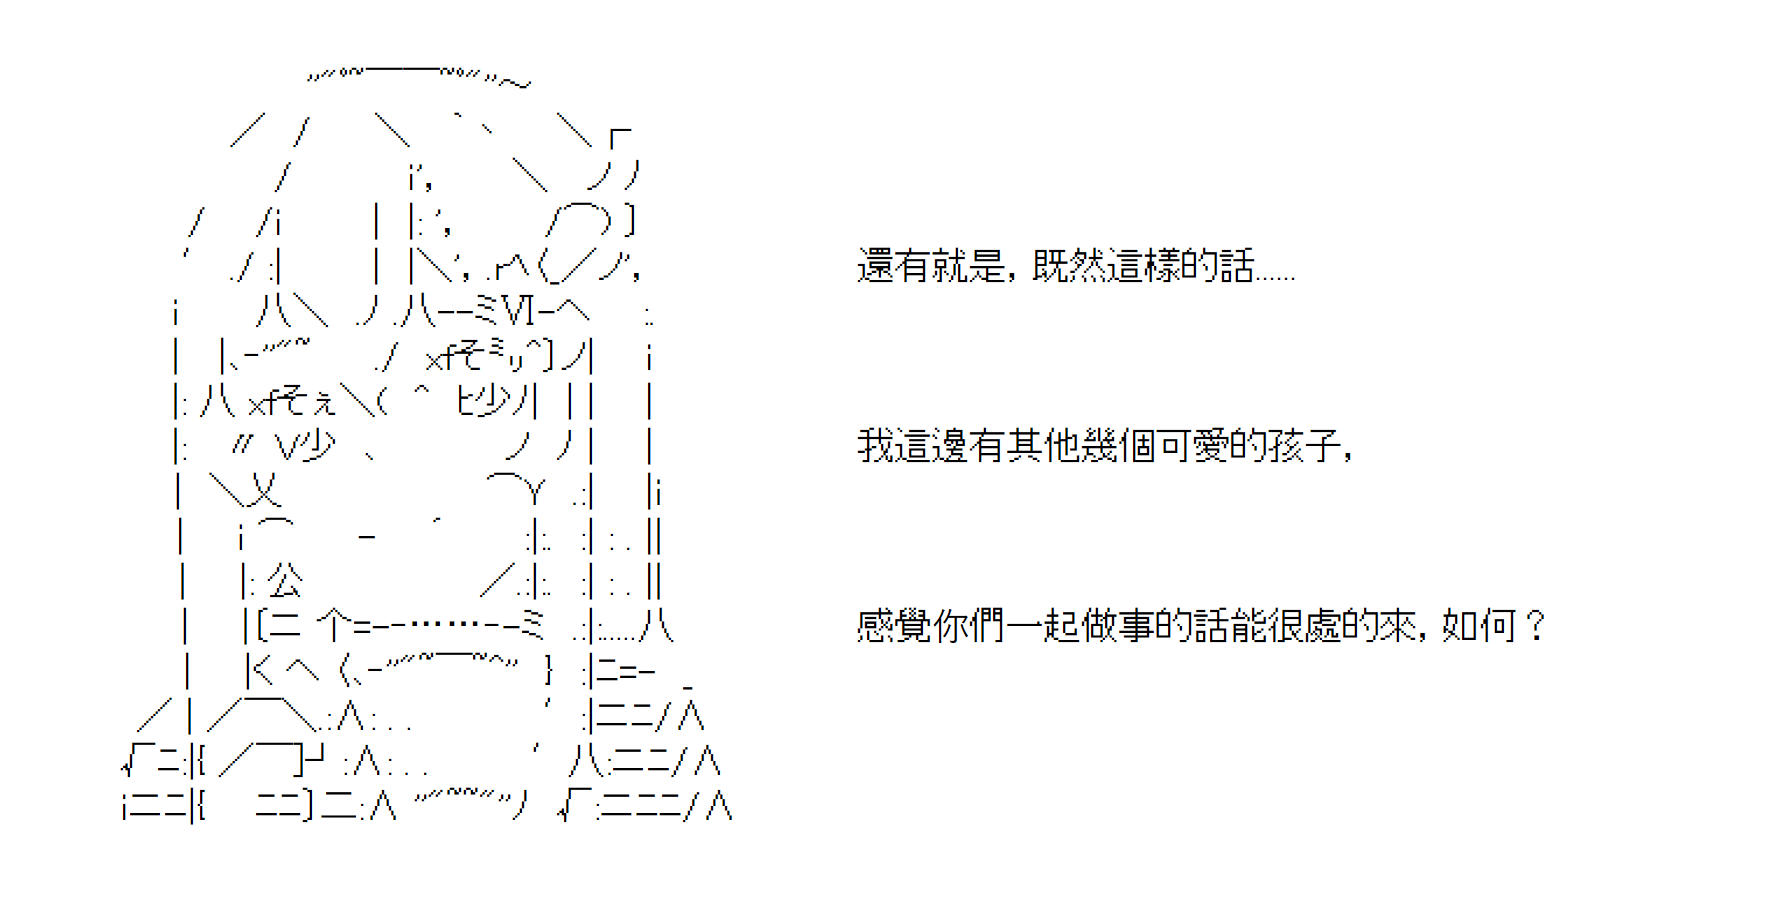 還有就是，既然這樣的話……
我這邊有其他幾個可愛的孩子，
感覺你們一起做事的話能很處的來，如何？